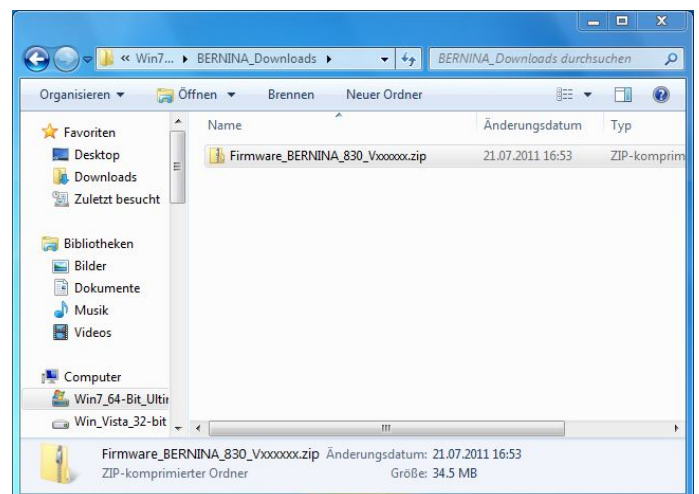 « Win7... ▸ BERNINA_Downloads ▸
BERNINA_Downloads durchsuchen
Organisieren ▾ Öffnen ▾ Brennen Neuer Ordner
Name Änderungsdatum Typ
Firmware_BERNINA_830_Vxxxxxx.zip 21.07.2011 16:53 ZIP-komprim
Favoriten
Desktop
Downloads
Zuletzt besucht
Bibliotheken
Bilder
Dokumente
Musik
Videos
Computer
Win7_64-Bit_Ultir
Win_Vista_32-bit
Firmware_BERNINA_830_Vxxxxxx.zip Änderungsdatum: 21.07.2011 16:53
ZIP-komprimierter Ordner Größe: 34.5 MB